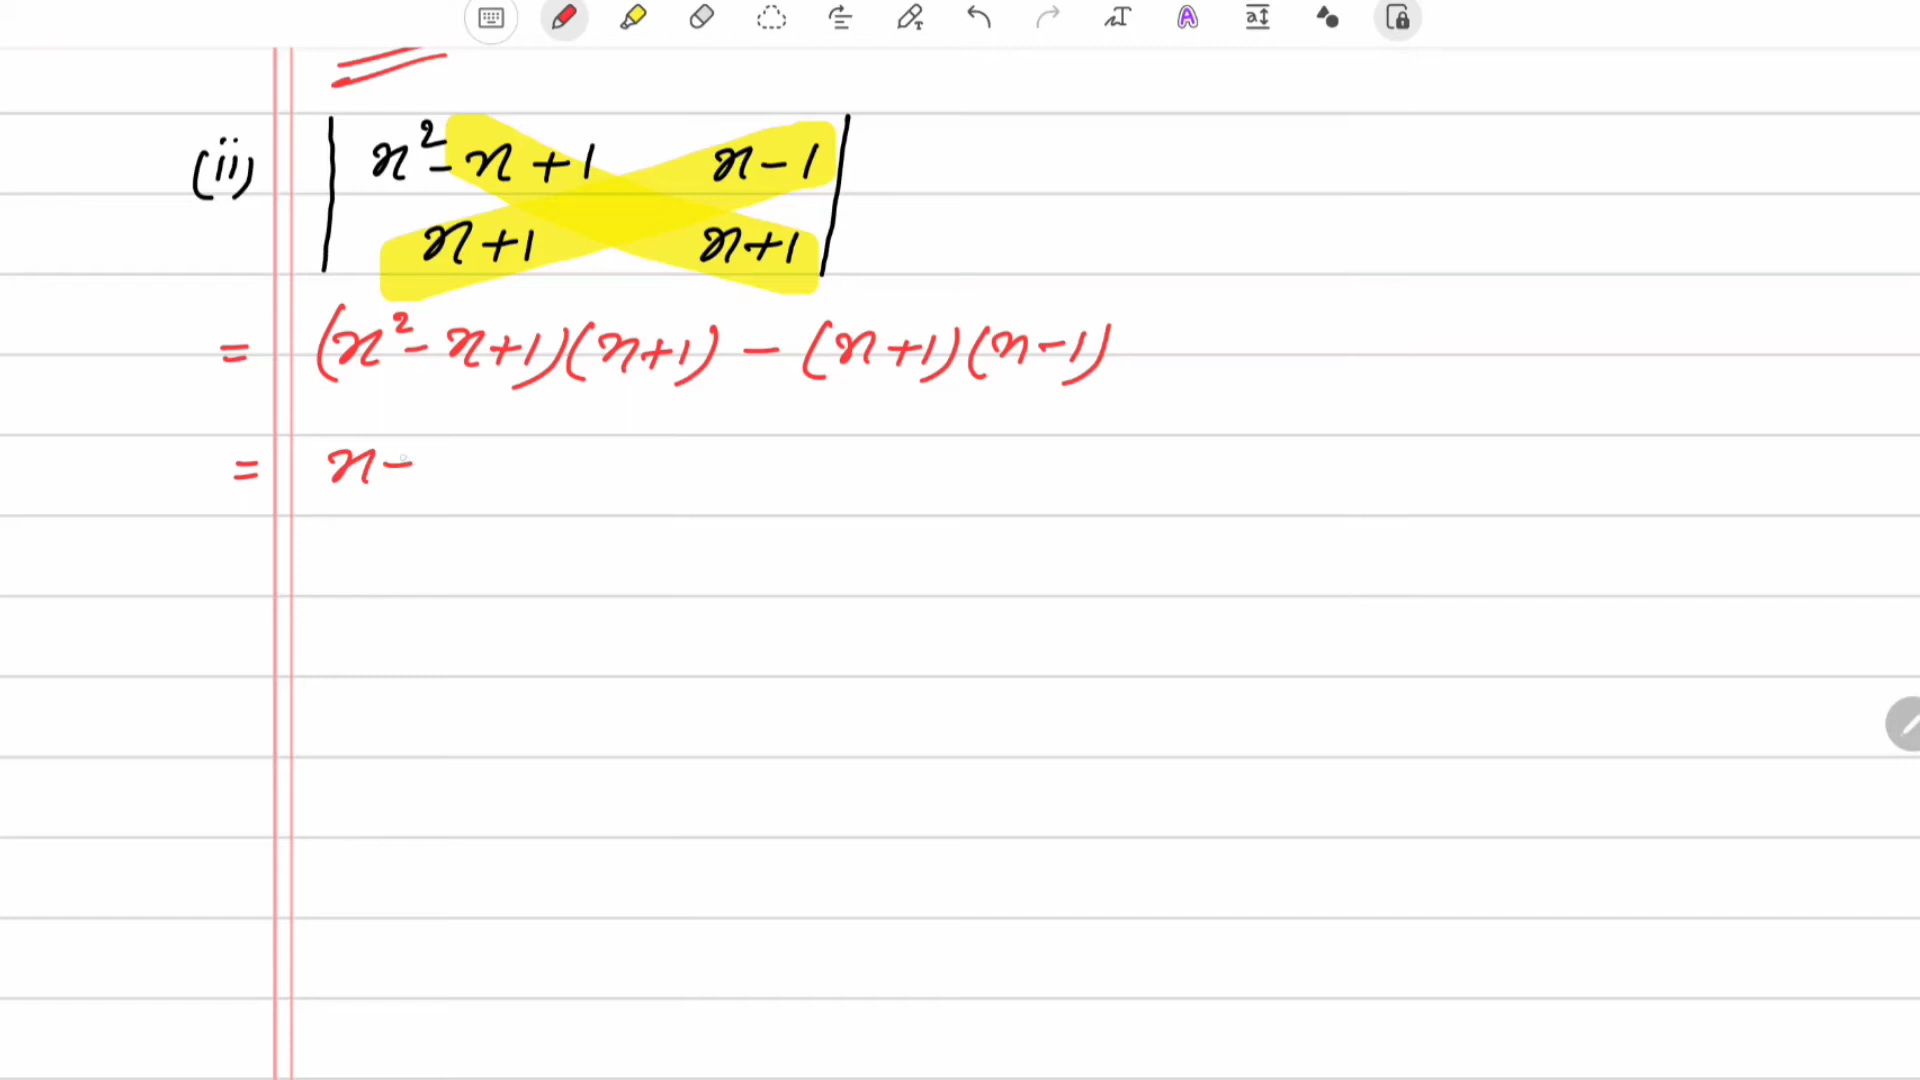 (ii) | x² - x + 1 x - 1 |
| x + 1 x + 1 |
= (x² - x + 1)(x + 1) - (x + 1)(x - 1)
= x -